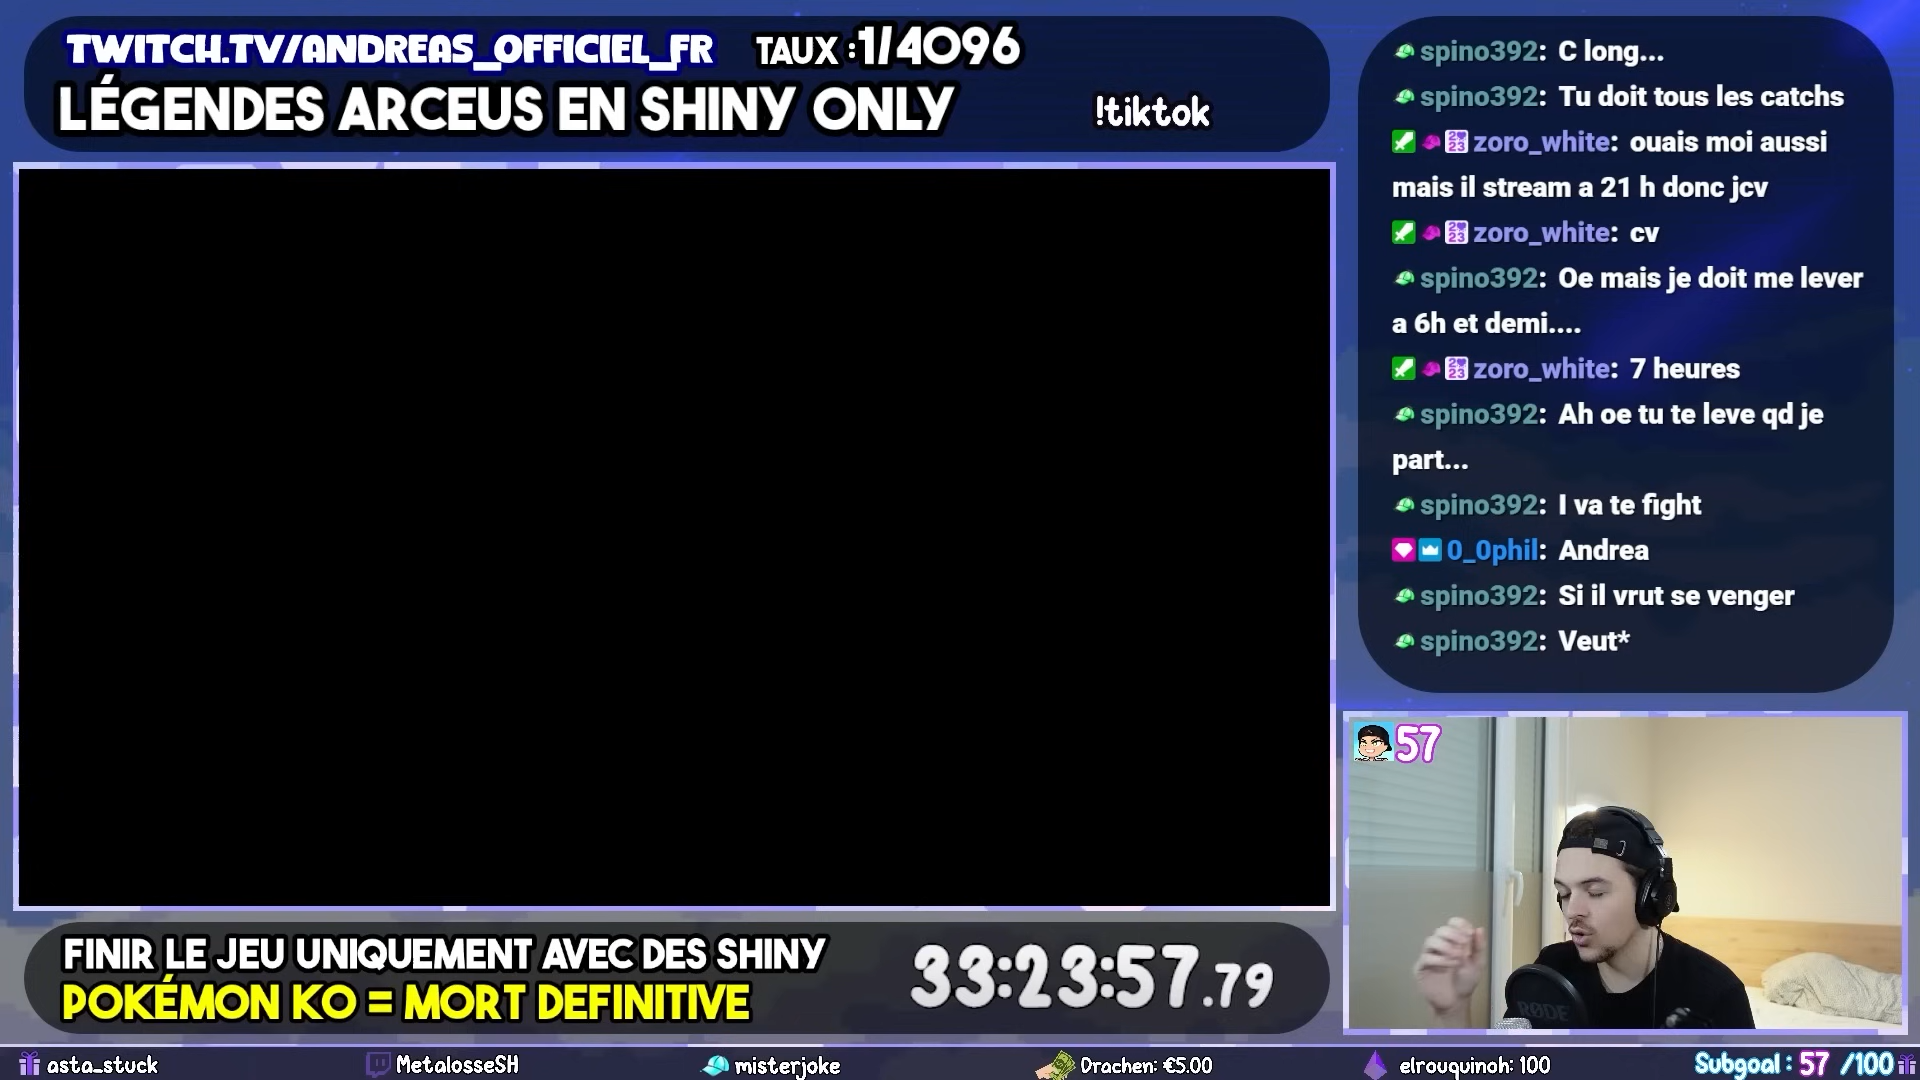 TWITCH.TV/ANDREAS_OFFICIEL_FR TAUX :1/4096
LÉGENDES ARCEUS EN SHINY ONLY !tiktok
spino392: C long...
spino392: Tu doit tous les catchs
zoro_white: ouais moi aussi
mais il stream a 21 h donc jcv
zoro_white: cv
spino392: Oe mais je doit me lever
a 6h et demi....
zoro_white: 7 heures
spino392: Ah oe tu te leve qd je
part...
spino392: I va te fight
0_0phil: Andrea
spino392: Si il vrut se venger
spino392: Veut*
57
RØDE
FINIR LE JEU UNIQUEMENT AVEC DES SHINY
POKÉMON KO = MORT DEFINITIVE
33:23:57.79
asta_stuck MetalosseSH misterjoke Drachen: €5.00 elrouquinoh: 100 Subgoal : 57 /100